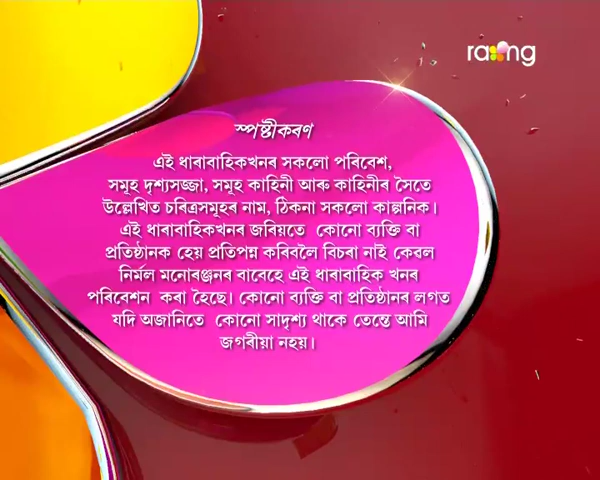 rang
স্পষ্টীকৰণ
এই ধাৰাবাহিকখনৰ সকলো পৰিবেশ,
সমূহ দৃশ্যসজ্জা, সমূহ কাহিনী আৰু কাহিনীৰ সৈতে
উল্লেখিত চৰিত্ৰসমূহৰ নাম, ঠিকনা সকলো কাল্পনিক।
এই ধাৰাবাহিকখনৰ জৰিয়তে কোনো ব্যক্তি বা
প্ৰতিষ্ঠানক হেয় প্ৰতিপন্ন কৰিবলৈ বিচৰা নাই কেৱল
নিৰ্মল মনোৰঞ্জনৰ বাবেহে এই ধাৰাবাহিক খনৰ
পৰিবেশন কৰা হৈছে। কোনো ব্যক্তি বা প্ৰতিষ্ঠানৰ লগত
যদি অজানিতে কোনো সাদৃশ্য থাকে তেন্তে আমি
জগৰীয়া নহয়।